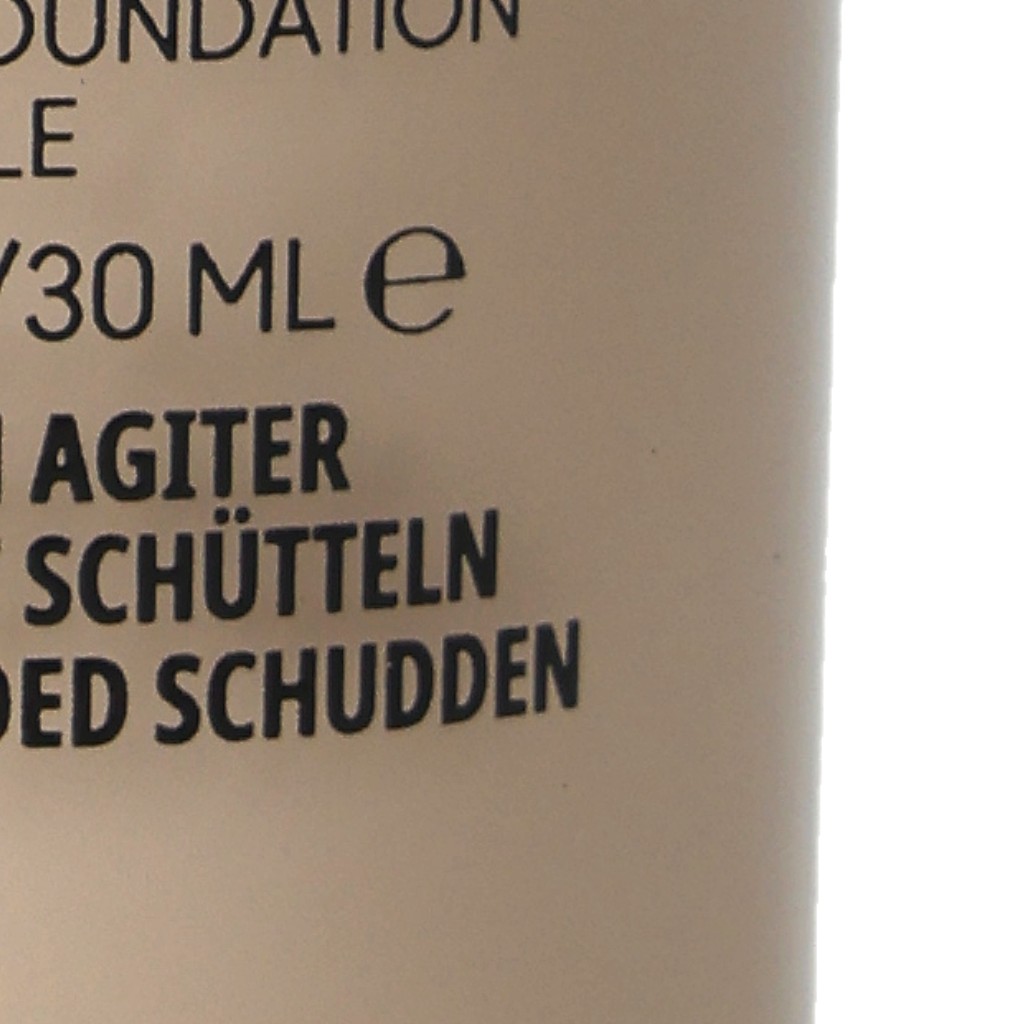 OUNDATION
LE
/30 ML e
AGITER
SCHÜTTELN
DED SCHUDDEN